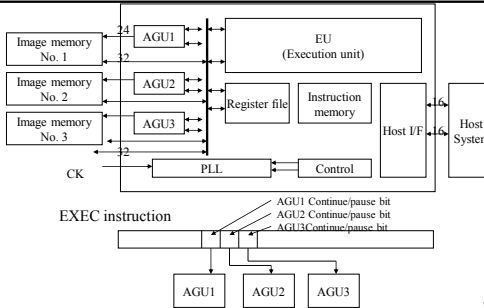 24
AGU1
EU
(Execution unit)
Image memory
No. 1
32
Image memory
No. 2
AGU2
Register file
Instruction
memory
Host I/F
16
Host
System
16
Image memory
No. 3
AGU3
32
CK
PLL
Control
EXEC instruction
AGU1 Continue/pause bit
AGU2 Continue/pause bit
AGU3Continue/pause bit
AGU1
AGU2
AGU3